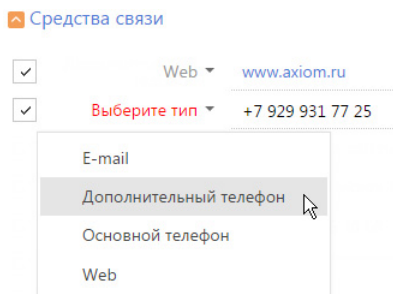 Средства связи
Web www.axiom.ru
Выберите тип +7 929 931 77 25
E-mail
Дополнительный телефон
Основной телефон
Web